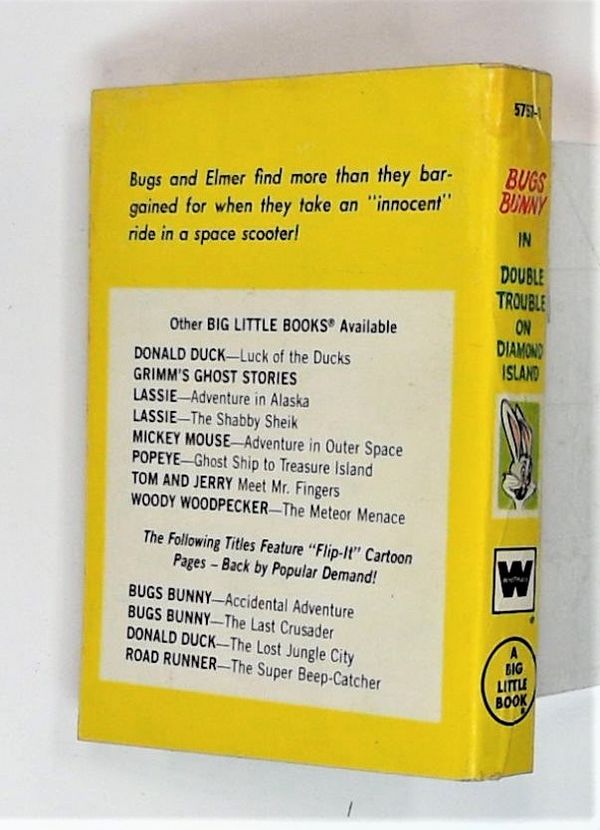 Bugs and Elmer find more than they bar-
gained for when they take an "innocent"
ride in a space scooter!
Other BIG LITTLE BOOKS® Available
DONALD DUCK—Luck of the Ducks
GRIMM'S GHOST STORIES
LASSIE—Adventure in Alaska
LASSIE—The Shabby Sheik
MICKEY MOUSE—Adventure in Outer Space
POPEYE—Ghost Ship to Treasure Island
TOM AND JERRY Meet Mr. Fingers
WOODY WOODPECKER—The Meteor Menace
The Following Titles Feature "Flip-It" Cartoon
Pages – Back by Popular Demand!
BUGS BUNNY—Accidental Adventure
BUGS BUNNY—The Last Crusader
DONALD DUCK—The Lost Jungle City
ROAD RUNNER—The Super Beep-Catcher
BUGS
BUNNY
IN
DOUBLE
TROUBLE
ON
DIAMOND
ISLAND
W
WHITMAN
®
A
BIG
LITTLE
BOOK®